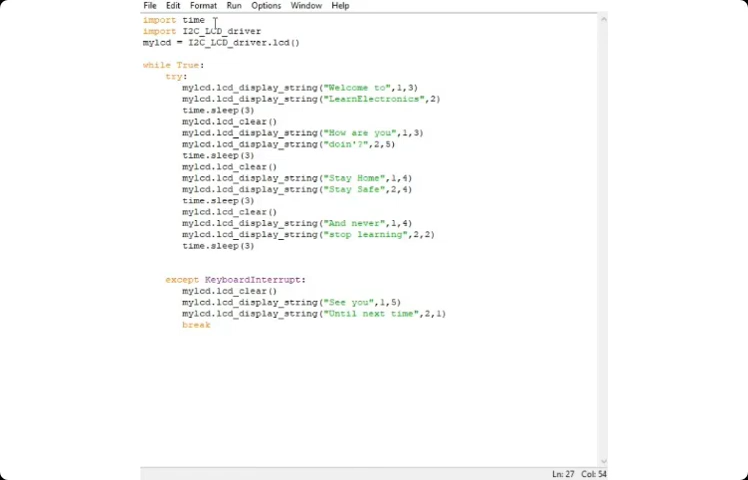 File Edit Format Run Options Window Help
import time
import I2C_LCD_driver
mylcd = I2C_LCD_driver.lcd()
while True:
try:
mylcd.lcd_display_string("Welcome to",1,3)
mylcd.lcd_display_string("LearnElectronics",2)
time.sleep(3)
mylcd.lcd_clear()
mylcd.lcd_display_string("How are you",1,3)
mylcd.lcd_display_string("doin'?",2,5)
time.sleep(3)
mylcd.lcd_clear()
mylcd.lcd_display_string("Stay Home",1,4)
mylcd.lcd_display_string("Stay Safe",2,4)
time.sleep(3)
mylcd.lcd_clear()
mylcd.lcd_display_string("And never",1,4)
mylcd.lcd_display_string("stop learning",2,2)
time.sleep(3)
except KeyboardInterrupt:
mylcd.lcd_clear()
mylcd.lcd_display_string("See you",1,5)
mylcd.lcd_display_string("Until next time",2,1)
break
Ln: 27 Col: 54